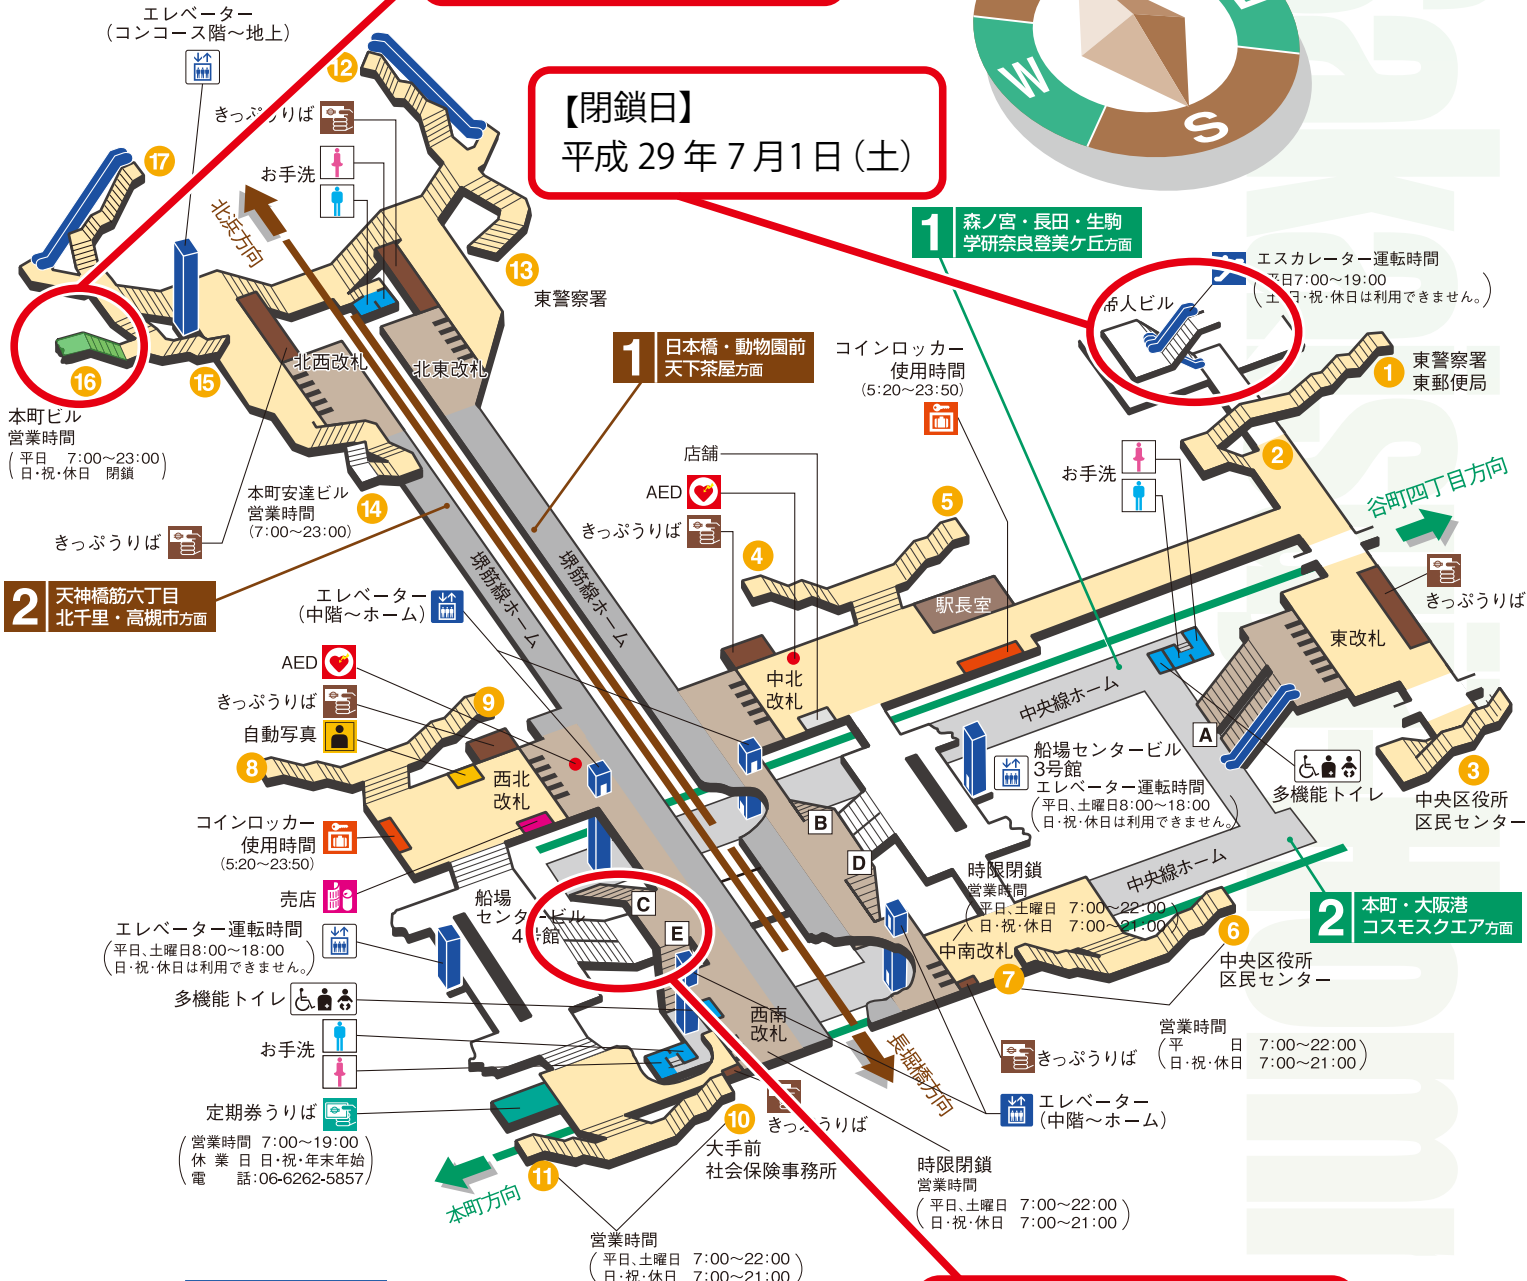 エレベーター
(コンコース階〜地上)
12
きっぷうりば
お手洗
17
北浜方向
13
東警察署
【閉鎖日】
平成 29 年 7 月1日（土）
W
S
1 森ノ宮・長田・生駒
学研奈良登美ケ丘方面
エスカレーター運転時間
平日7:00〜19:00
土・日・祝・休日は利用できません。
帝人ビル
1
東警察署
東郵便局
2
北西改札
北東改札
1 日本橋・動物園前
天下茶屋方面
コインロッカー
使用時間
(5:20〜23:50)
16
15
本町ビル
営業時間
平日 7:00〜23:00
日・祝・休日 閉鎖
本町安達ビル
営業時間
(7:00〜23:00)
14
きっぷうりば
店舗
AED
きっぷうりば
5
4
お手洗
谷町四丁目方向
きっぷうりば
2 天神橋筋六丁目
北千里・高槻市方面
エレベーター
(中階〜ホーム)
堺筋線ホーム
堺筋線ホーム
駅長室
東改札
中北
改札
中央線ホーム
A
AED
きっぷうりば
自動写真
9
8
西北
改札
船場センタービル
3号館
エレベーター運転時間
平日、土曜日8:00〜18:00
日・祝・休日は利用できません。
多機能トイレ
3
中央区役所
区民センター
コインロッカー
使用時間
(5:20〜23:50)
売店
B
D
中央線ホーム
時限閉鎖
営業時間
平日、土曜日 7:00〜22:00
日・祝・休日 7:00〜21:00
2 本町・大阪港
コスモスクエア方面
船場
センタービル
4号館
C
E
エレベーター運転時間
平日、土曜日8:00〜18:00
日・祝・休日は利用できません。
中南改札
7
6
中央区役所
区民センター
多機能トイレ
お手洗
西南
改札
長堀橋方向
きっぷうりば
営業時間
平 日 7:00〜22:00
日・祝・休日 7:00〜21:00
エレベーター
(中階〜ホーム)
定期券うりば
営業時間 7:00〜19:00
休 業 日 日・祝・年末年始
電 話:06-6262-5857
きっぷうりば
10
大手前
社会保険事務所
11
本町方向
時限閉鎖
営業時間
平日、土曜日 7:00〜22:00
日・祝・休日 7:00〜21:00
営業時間
平日、土曜日 7:00〜22:00
日・祝・休日 7:00〜21:00